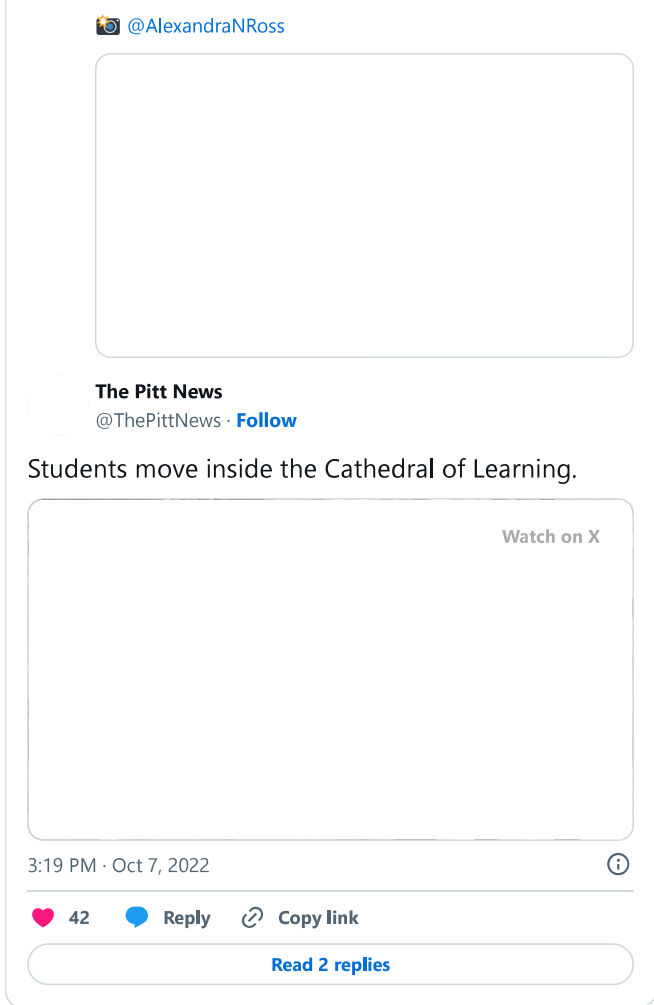 @AlexandraNRoss
The Pitt News
@ThePittNews · Follow
Students move inside the Cathedral of Learning.
Watch on X
3:19 PM · Oct 7, 2022
42 Reply Copy link
Read 2 replies